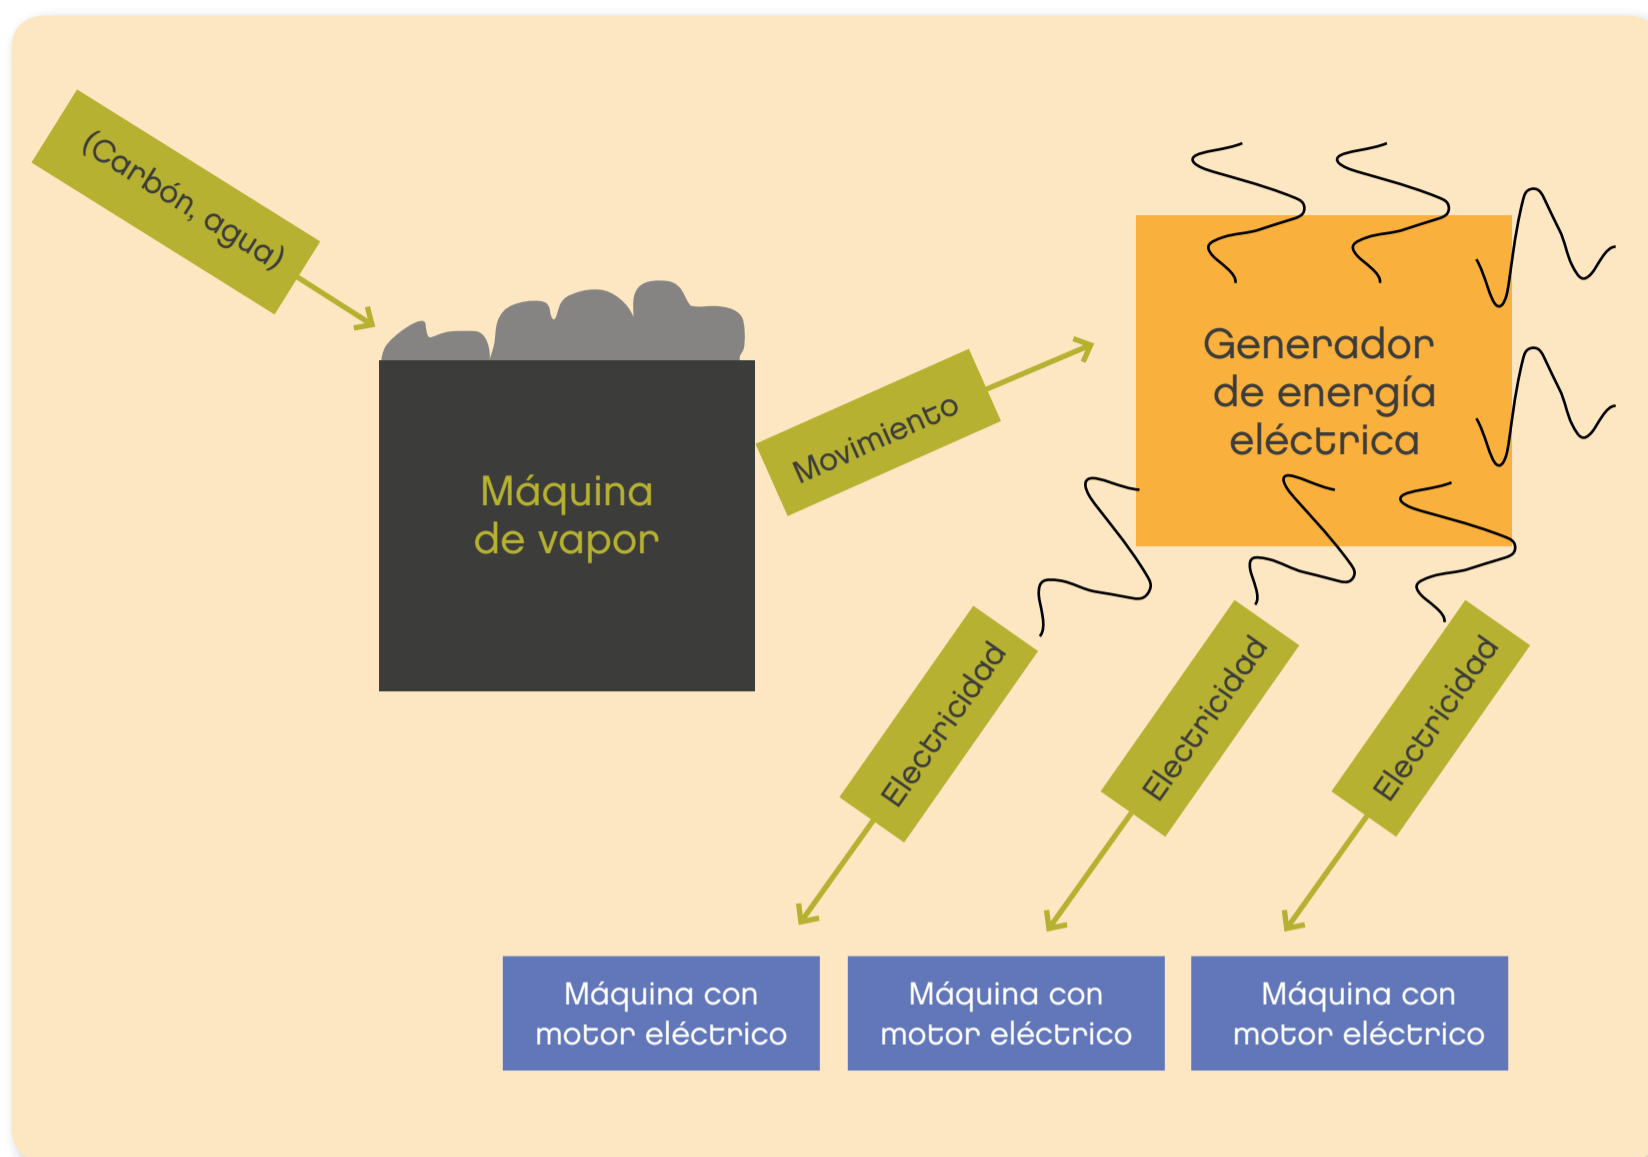 (Carbón, agua)
Máquina
de vapor
Movimiento
Generador
de energía
eléctrica
Electricidad
Electricidad
Electricidad
Máquina con
motor eléctrico
Máquina con
motor eléctrico
Máquina con
motor eléctrico